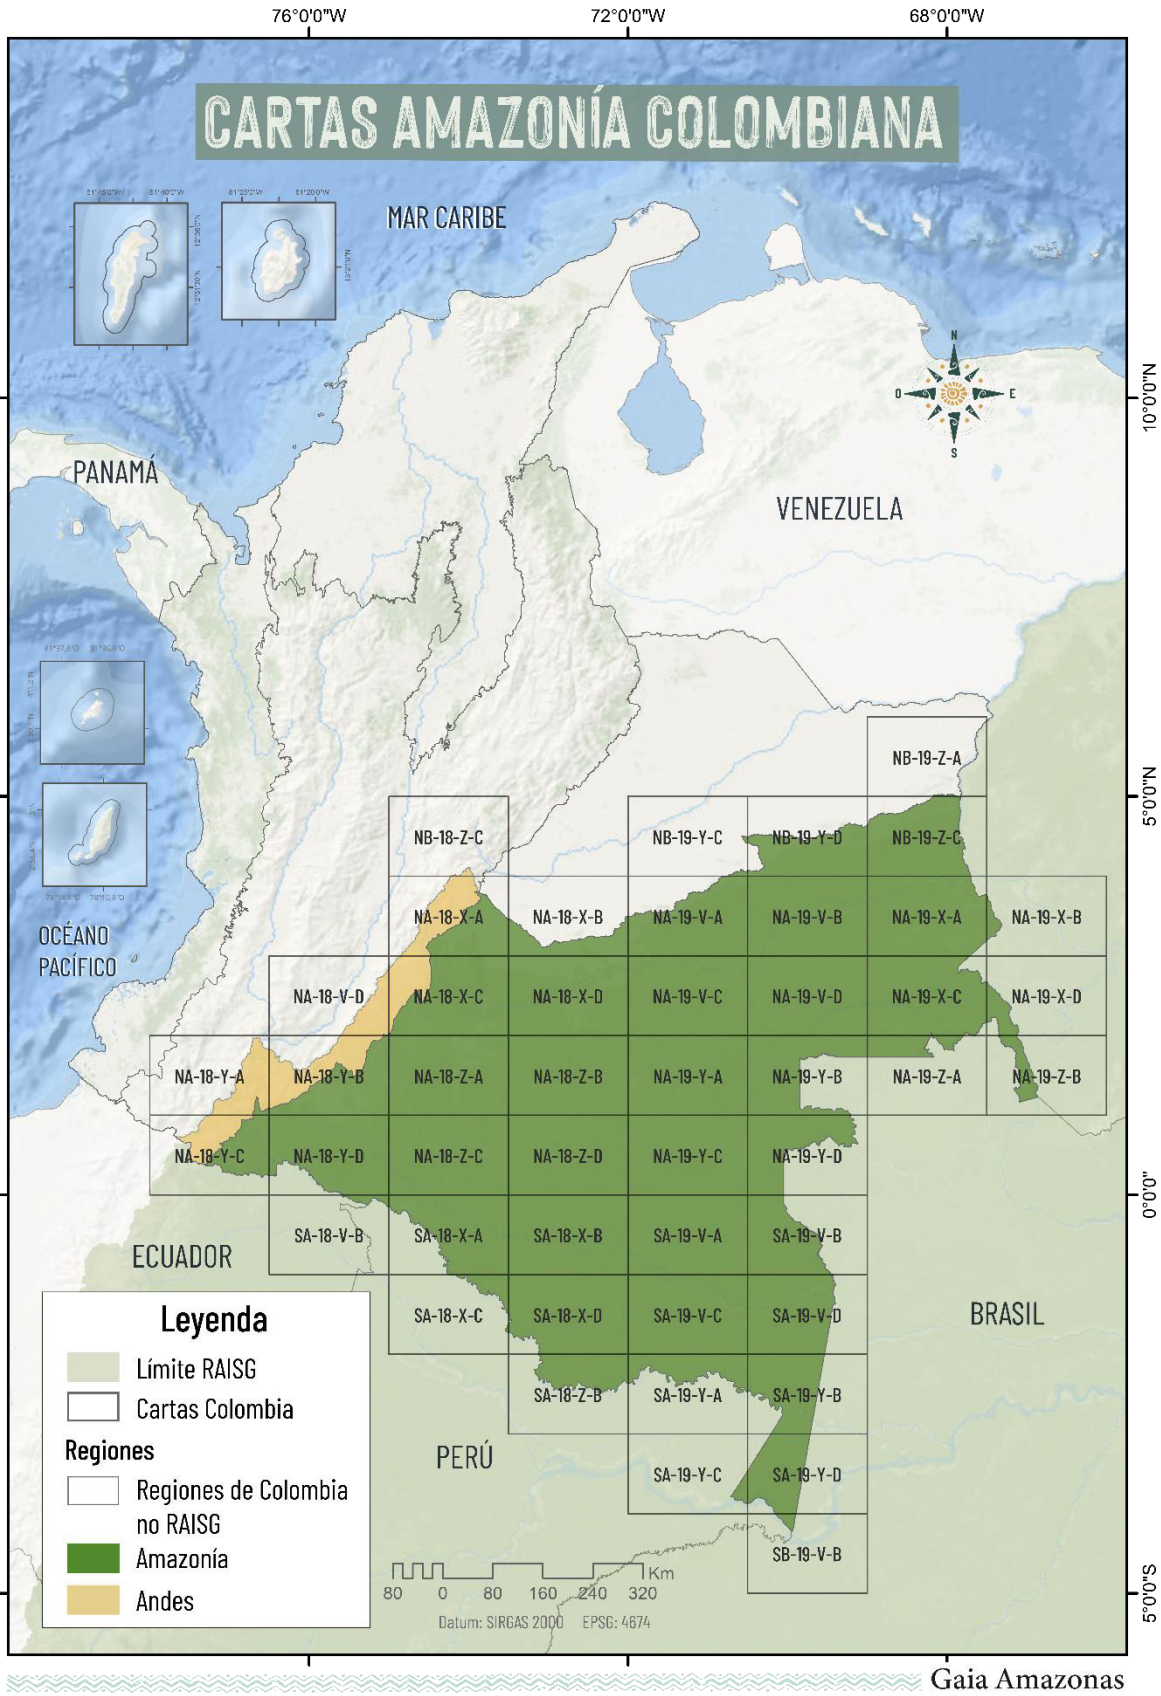 76°0'0"W 72°0'0"W 68°0'0"W
CARTAS AMAZONÍA COLOMBIANA
MAR CARIBE
N
O E
S
10°0'0"N
PANAMÁ
VENEZUELA
NB-19-Z-A
5°0'0"N
NB-18-Z-C NB-19-Y-C NB-19-Y-D NB-19-Z-C
NA-18-X-A NA-18-X-B NA-19-V-A NA-19-V-B NA-19-X-A NA-19-X-B
OCÉANO
PACÍFICO
NA-18-V-D NA-18-X-C NA-18-X-D NA-19-V-C NA-19-V-D NA-19-X-C NA-19-X-D
NA-18-Y-A NA-18-Y-B NA-18-Z-A NA-18-Z-B NA-19-Y-A NA-19-Y-B NA-19-Z-A NA-19-Z-B
NA-18-Y-C NA-18-Y-D NA-18-Z-C NA-18-Z-D NA-19-Y-C NA-19-Y-D
0°0'0"
SA-18-V-B SA-18-X-A SA-18-X-B SA-19-V-A SA-19-V-B
ECUADOR
SA-18-X-C SA-18-X-D SA-19-V-C SA-19-V-D
BRASIL
SA-18-Z-B SA-19-Y-A SA-19-Y-B
PERÚ
SA-19-Y-C SA-19-Y-D
SB-19-V-B
5°0'0"S
Leyenda
Límite RAISG
Cartas Colombia
Regiones
Regiones de Colombia
no RAISG
Amazonía
Andes
Km
80 0 80 160 240 320
Datum: SIRGAS 2000 EPSG: 4674
Gaia Amazonas